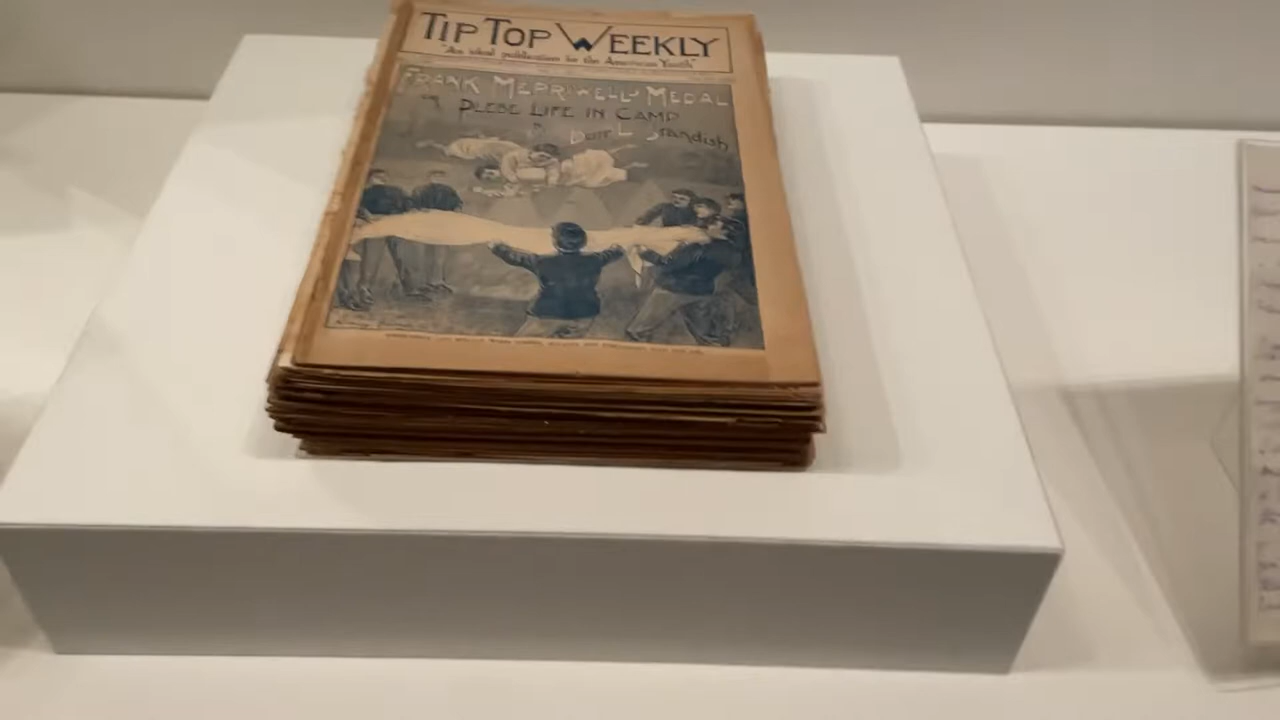 TIP TOP WEEKLY
"An ideal publication for the American Youth"
FRANK MERRIWELL'S MEDAL
OR PLEBE LIFE IN CAMP
By
Burt L Standish